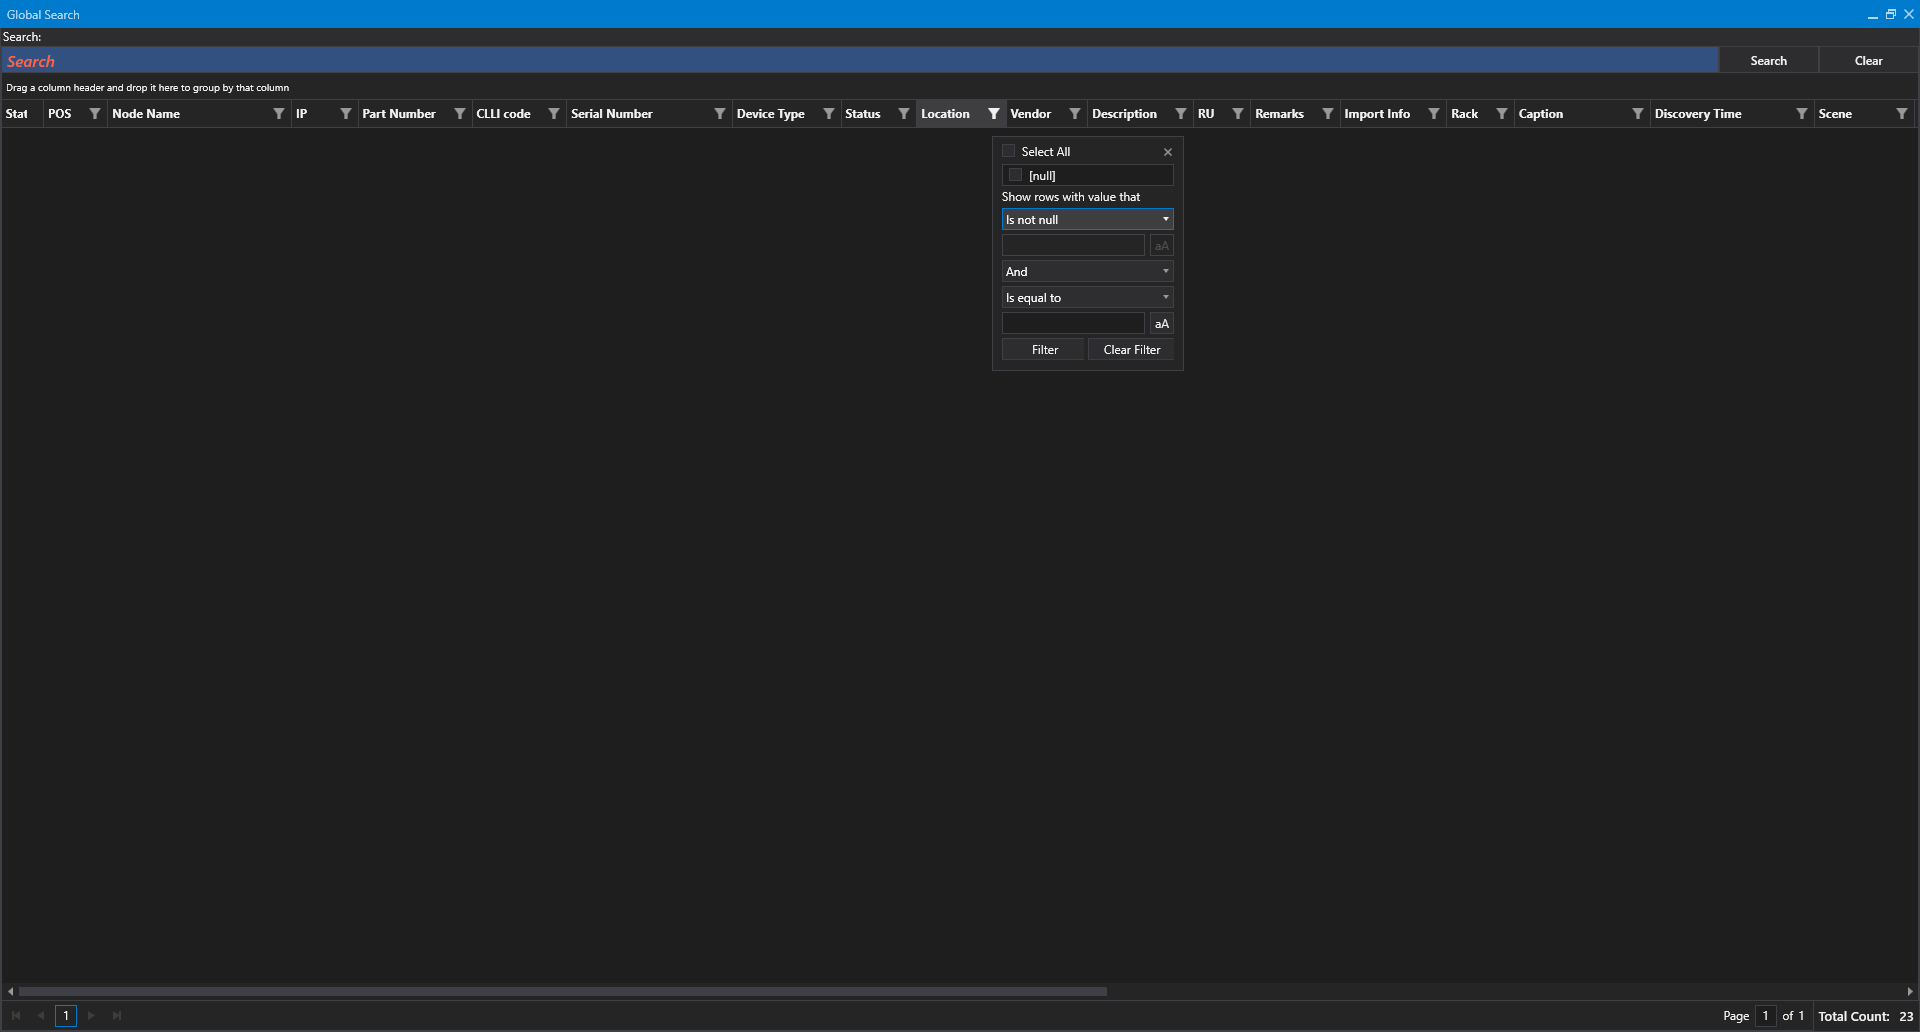 Global Search
Search:
Search Search Clear
Drag a column header and drop it here to group by that column
Stat POS Node Name IP Part Number CLLI code Serial Number Device Type Status Location Vendor Description RU Remarks Import Info Rack Caption Discovery Time Scene
Select All
[null]
Show rows with value that
Is not null
aA
And
Is equal to
aA
Filter Clear Filter
1 Page 1 of 1 Total Count: 23